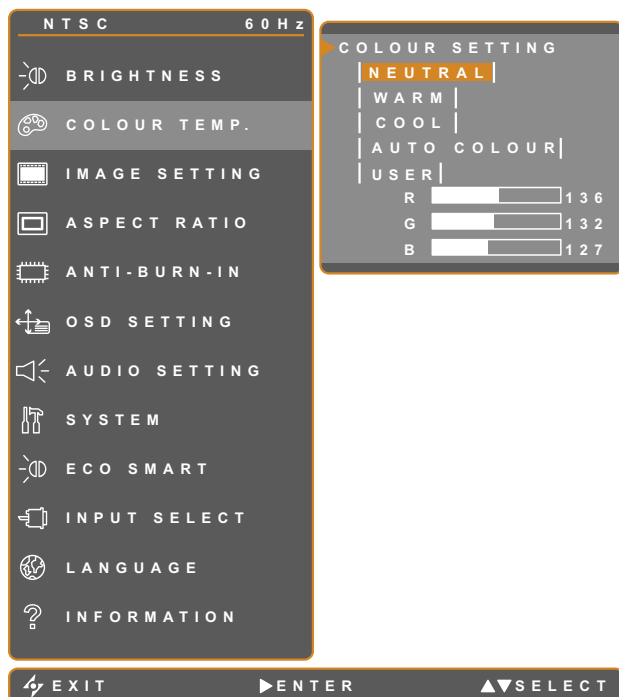 NTSC 60Hz
BRIGHTNESS
COLOUR TEMP.
IMAGE SETTING
ASPECT RATIO
ANTI-BURN-IN
OSD SETTING
AUDIO SETTING
SYSTEM
ECO SMART
INPUT SELECT
LANGUAGE
INFORMATION
COLOUR SETTING
NEUTRAL
WARM
COOL
AUTO COLOUR
USER
R 136
G 132
B 127
EXIT ENTER SELECT